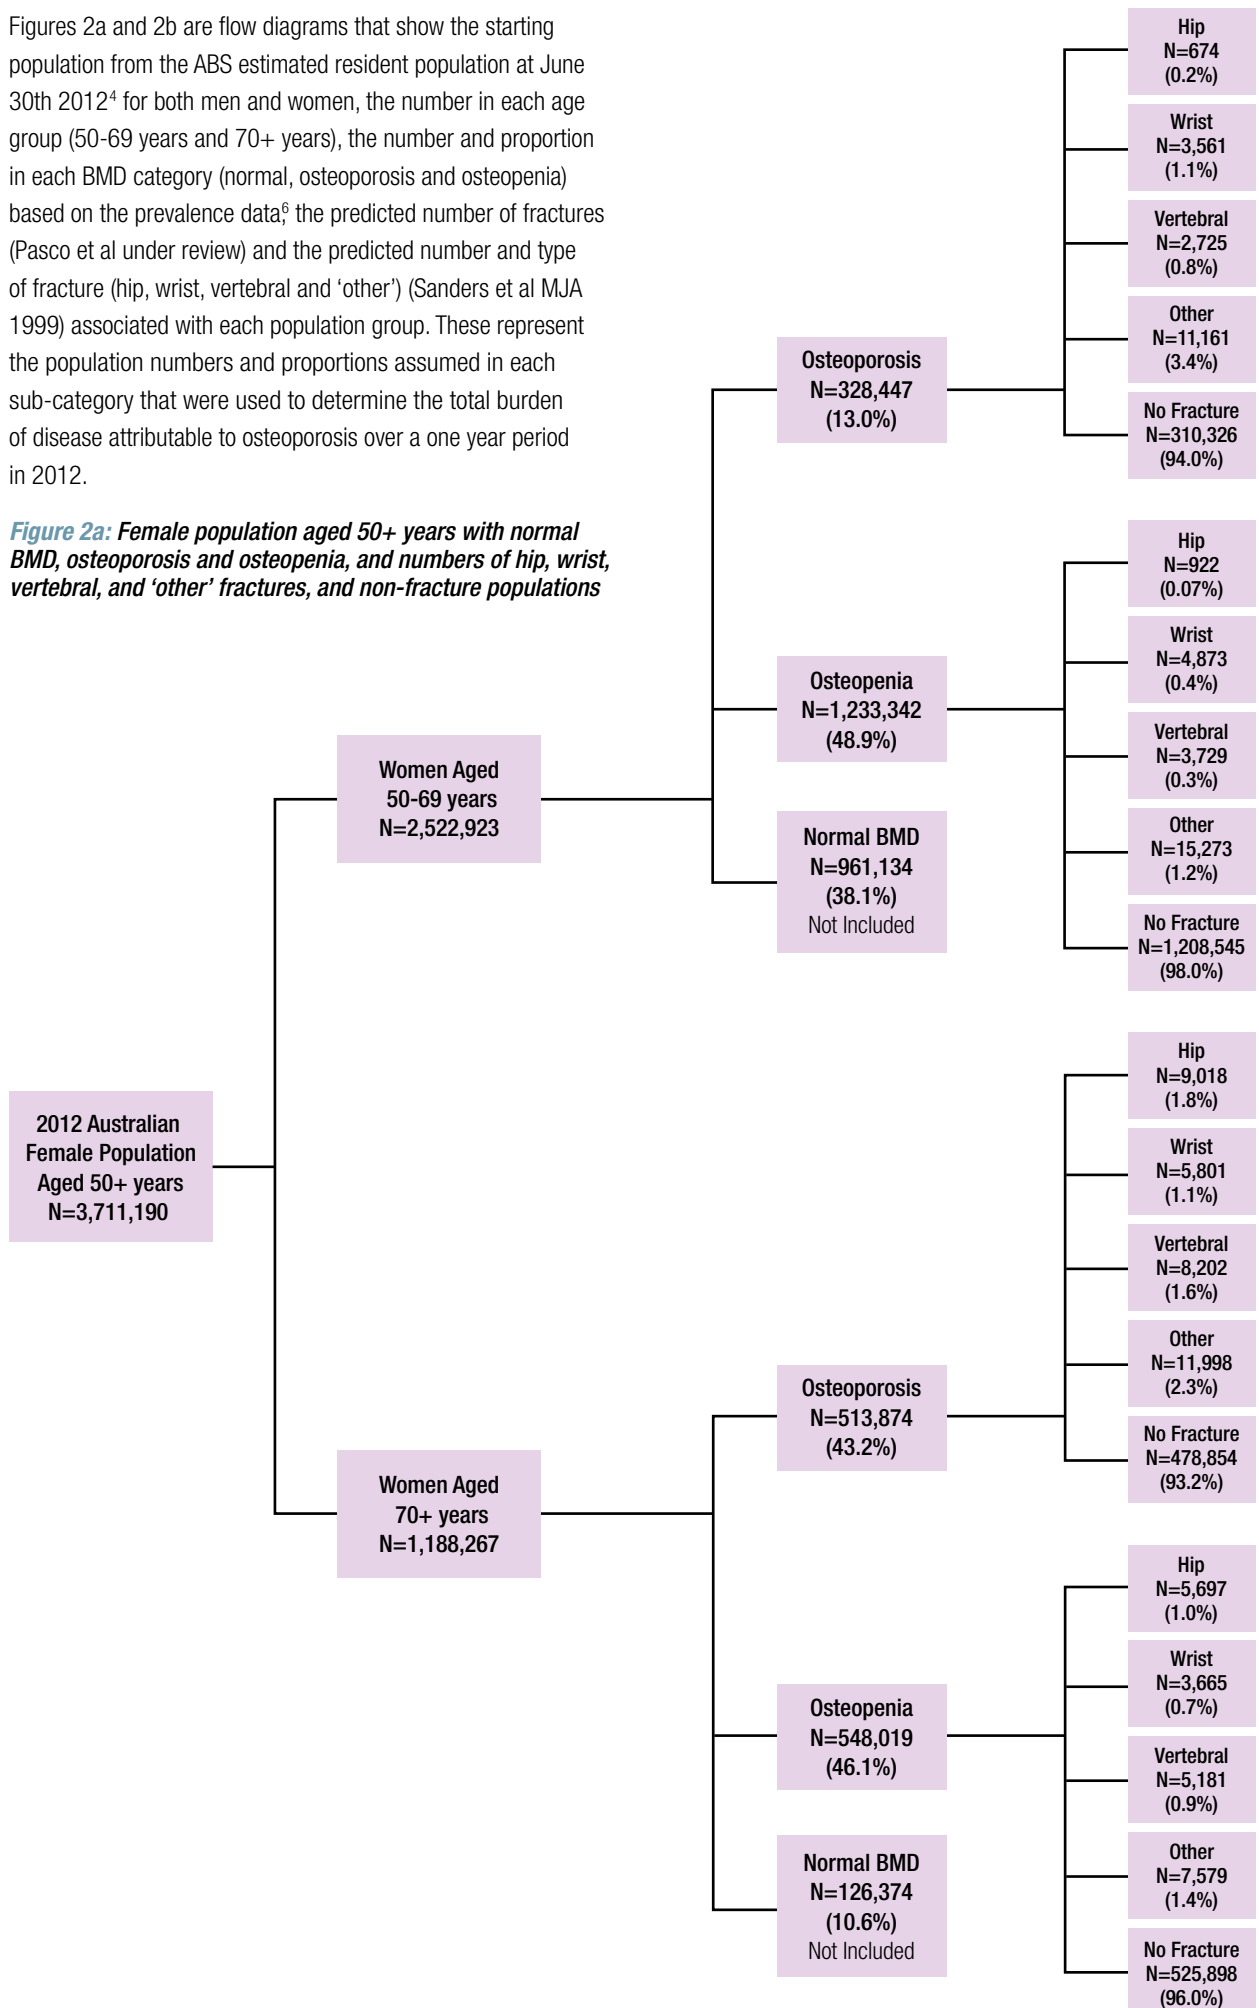 Figures 2a and 2b are flow diagrams that show the starting
population from the ABS estimated resident population at June
30th 2012⁴ for both men and women, the number in each age
group (50-69 years and 70+ years), the number and proportion
in each BMD category (normal, osteoporosis and osteopenia)
based on the prevalence data,⁶ the predicted number of fractures
(Pasco et al under review) and the predicted number and type
of fracture (hip, wrist, vertebral and ‘other’) (Sanders et al MJA
1999) associated with each population group. These represent
the population numbers and proportions assumed in each
sub-category that were used to determine the total burden
of disease attributable to osteoporosis over a one year period
in 2012.
Figure 2a: Female population aged 50+ years with normal
BMD, osteoporosis and osteopenia, and numbers of hip, wrist,
vertebral, and ‘other’ fractures, and non-fracture populations
2012 Australian
Female Population
Aged 50+ years
N=3,711,190
Women Aged
50-69 years
N=2,522,923
Osteoporosis
N=328,447
(13.0%)
Hip
N=674
(0.2%)
Wrist
N=3,561
(1.1%)
Vertebral
N=2,725
(0.8%)
Other
N=11,161
(3.4%)
No Fracture
N=310,326
(94.0%)
Osteopenia
N=1,233,342
(48.9%)
Hip
N=922
(0.07%)
Wrist
N=4,873
(0.4%)
Vertebral
N=3,729
(0.3%)
Other
N=15,273
(1.2%)
No Fracture
N=1,208,545
(98.0%)
Normal BMD
N=961,134
(38.1%)
Not Included
Women Aged
70+ years
N=1,188,267
Osteoporosis
N=513,874
(43.2%)
Hip
N=9,018
(1.8%)
Wrist
N=5,801
(1.1%)
Vertebral
N=8,202
(1.6%)
Other
N=11,998
(2.3%)
No Fracture
N=478,854
(93.2%)
Osteopenia
N=548,019
(46.1%)
Hip
N=5,697
(1.0%)
Wrist
N=3,665
(0.7%)
Vertebral
N=5,181
(0.9%)
Other
N=7,579
(1.4%)
No Fracture
N=525,898
(96.0%)
Normal BMD
N=126,374
(10.6%)
Not Included